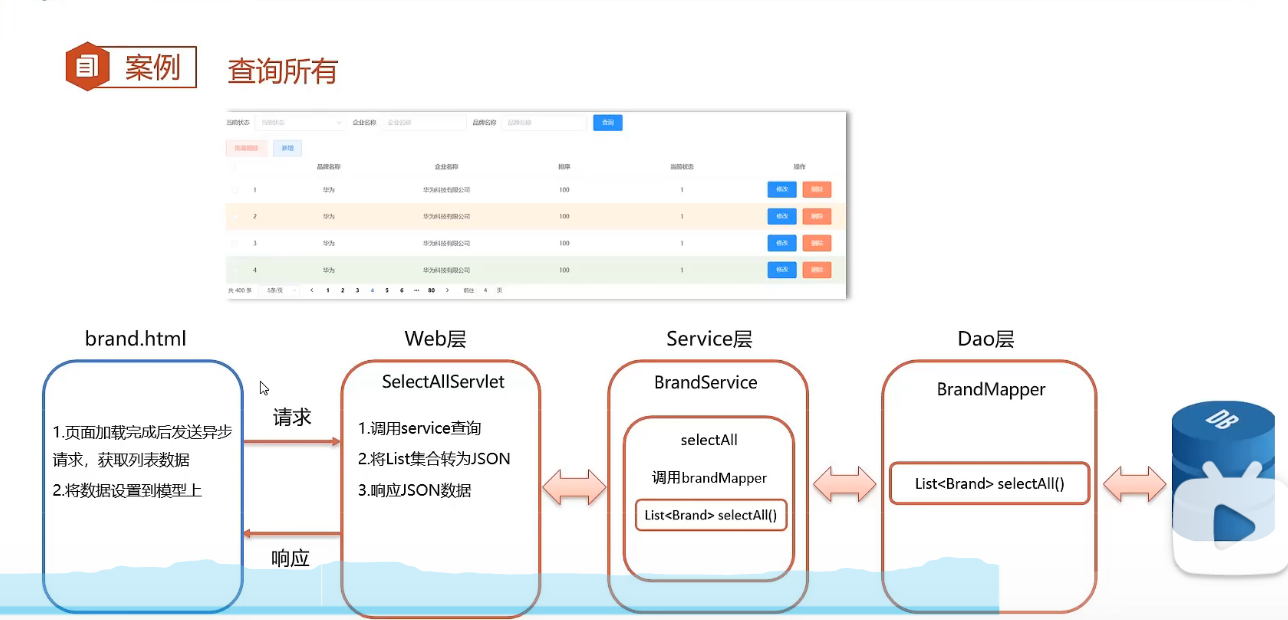 案例
查询所有
当前状态 当前状态 企业名称 企业名称 品牌名称 品牌名称 查询
批量删除 新增
品牌名称 企业名称 排序 当前状态 操作
1 华为 华为科技有限公司 100 1 修改 删除
2 华为 华为科技有限公司 100 1 修改 删除
3 华为 华为科技有限公司 100 1 修改 删除
4 华为 华为科技有限公司 100 1 修改 删除
共 400 条 5条/页 < 1 2 3 4 5 6 ··· 80 > 前往 4 页
brand.html
1.页面加载完成后发送异步
请求，获取列表数据
2.将数据设置到模型上
请求
响应
Web层
SelectAllServlet
1.调用service查询
2.将List集合转为JSON
3.响应JSON数据
Service层
BrandService
selectAll
调用brandMapper
List<Brand> selectAll()
Dao层
BrandMapper
List<Brand> selectAll()
DB